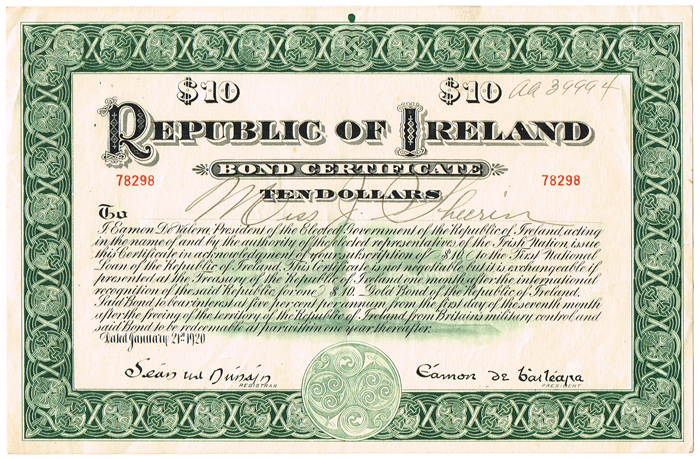 $10 $10 AA 39994
REPUBLIC OF IRELAND
BOND CERTIFICATE
78298 78298
TEN DOLLARS
To Miss J. Sheerin
I Eamon De Valera, President of the Elected Government of the Republic of Ireland, acting
in the name of and by the authority of the elected representatives of the Irish Nation, issue
this Certificate in acknowledgment of your subscription of $10. to the First National
Loan of the Republic of Ireland. This Certificate is not negotiable but it is exchangeable if
presented at the Treasury of the Republic of Ireland one month after the international
recognition of the said Republic for one $10. Gold Bond of the Republic of Ireland.
Said Bond to bear interest at five per cent per annum from the first day of the seventh month
after the freeing of the territory of the Republic of Ireland from Britain's military control and
said Bond to be redeemable at par within one year thereafter.
Dated January 21st 1920
Éamon de Valera
REGISTRAR PRESIDENT